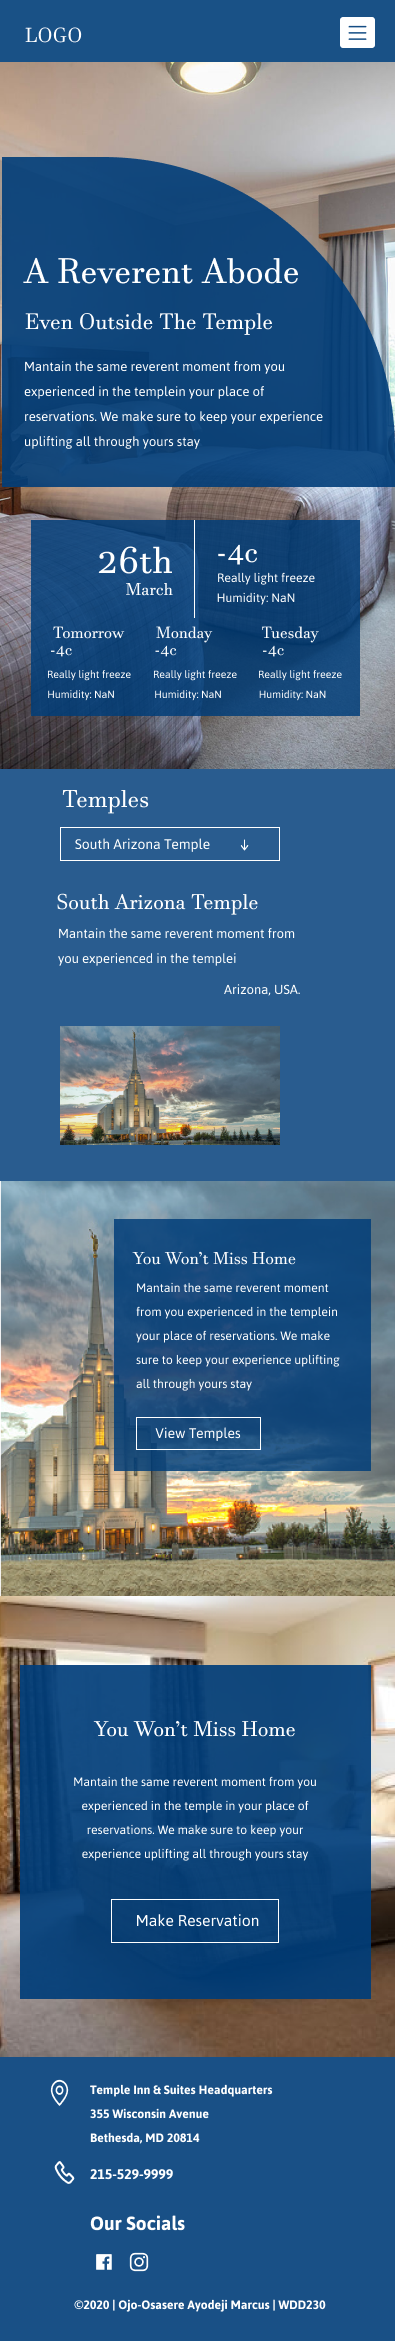 LOGO
A Reverent Abode
Even Outside The Temple
Mantain the same reverent moment from you
experienced in the templein your place of
reservations. We make sure to keep your experience
uplifting all through yours stay
26th
March
-4c
Really light freeze
Humidity: NaN
Tomorrow
-4c
Really light freeze
Humidity: NaN
Monday
-4c
Really light freeze
Humidity: NaN
Tuesday
-4c
Really light freeze
Humidity: NaN
Temples
South Arizona Temple ↓
South Arizona Temple
Mantain the same reverent moment from
you experienced in the templei
Arizona, USA.
You Won't Miss Home
Mantain the same reverent moment
from you experienced in the templein
your place of reservations. We make
sure to keep your experience uplifting
all through yours stay
View Temples
You Won't Miss Home
Mantain the same reverent moment from you
experienced in the temple in your place of
reservations. We make sure to keep your
experience uplifting all through yours stay
Make Reservation
Temple Inn & Suites Headquarters
355 Wisconsin Avenue
Bethesda, MD 20814
215-529-9999
Our Socials
©2020 | Ojo-Osasere Ayodeji Marcus | WDD230